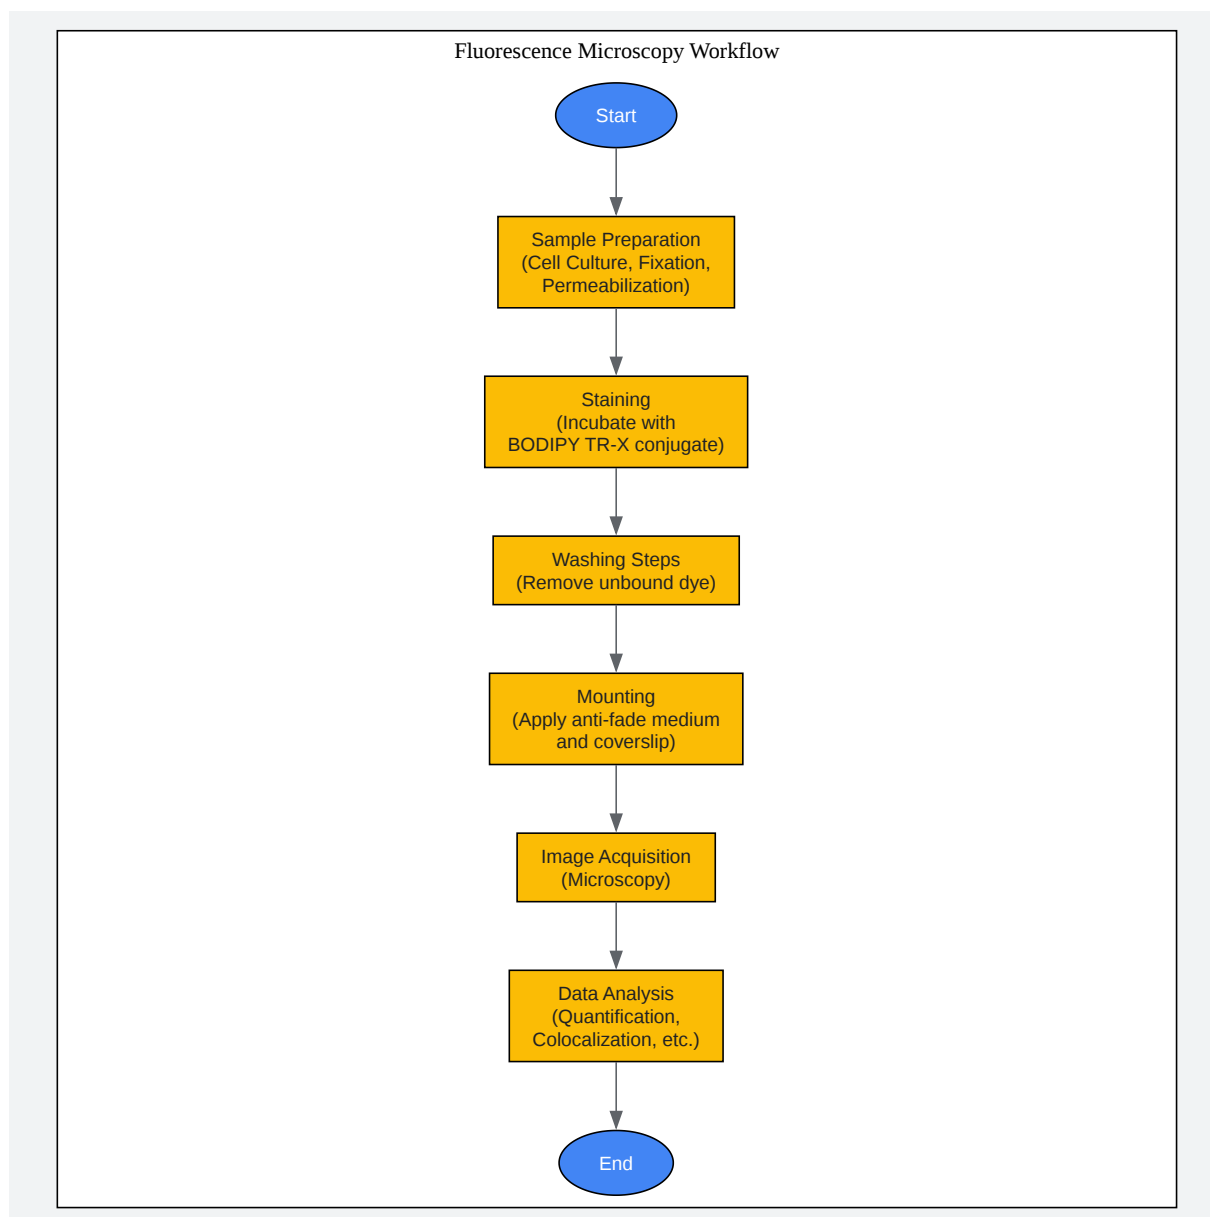 Fluorescence Microscopy Workflow
Start
Sample Preparation
(Cell Culture, Fixation,
Permeabilization)
Staining
(Incubate with
BODIPY TR-X conjugate)
Washing Steps
(Remove unbound dye)
Mounting
(Apply anti-fade medium
and coverslip)
Image Acquisition
(Microscopy)
Data Analysis
(Quantification,
Colocalization, etc.)
End